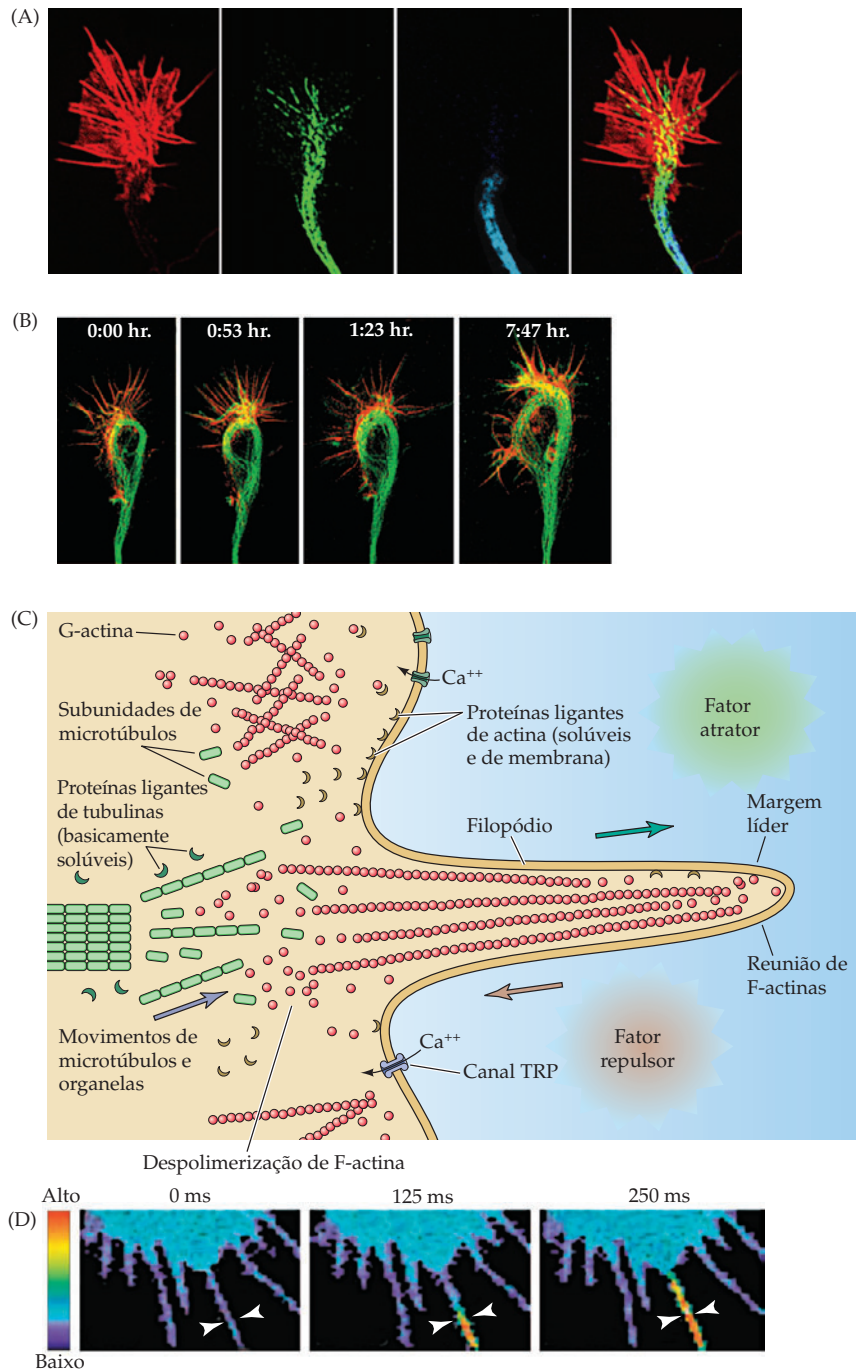 (A)
(B)
0:00 hr.
0:53 hr.
1:23 hr.
7:47 hr.
(C)
G-actina
Ca⁺⁺
Subunidades de
microtúbulos
Proteínas ligantes
de actina (solúveis
e de membrana)
Fator
atrator
Proteínas ligantes
de tubulinas
(basicamente
solúveis)
Filopódio
Margem
líder
Reunião de
F-actinas
Movimentos de
microtúbulos e
organelas
Ca⁺⁺
Canal TRP
Fator
repulsor
Despolimerização de F-actina
(D)
Alto
Baixo
0 ms
125 ms
250 ms